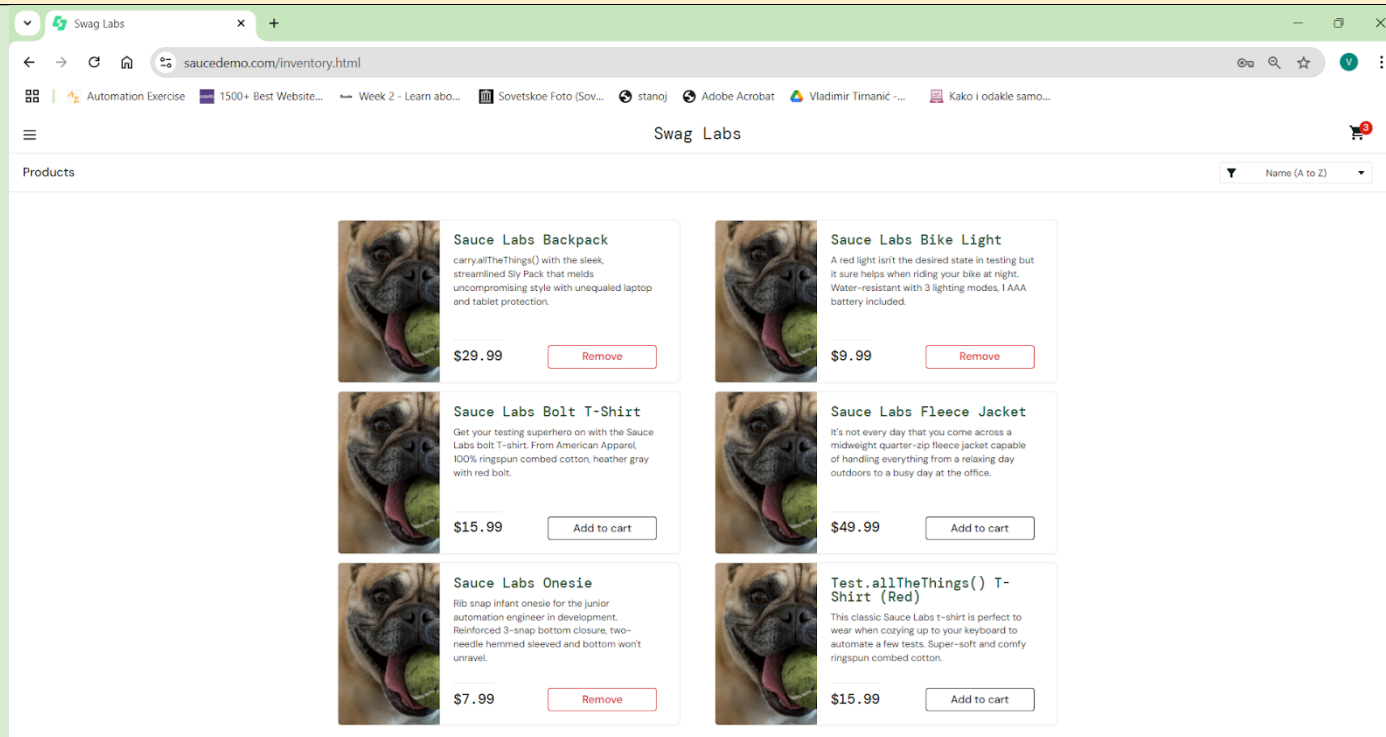 Swag Labs
saucedemo.com/inventory.html
V
Automation Exercise
1500+ Best Website...
Week 2 - Learn abo...
Sovetskoe Foto (Sov...
stanoj
Adobe Acrobat
Vladimir Tirnanić -...
Kako i odakle samo...
Swag Labs
3
Products
Name (A to Z)
Sauce Labs Backpack
carry.allTheThings() with the sleek,
streamlined Sly Pack that melds
uncompromising style with unequaled laptop
and tablet protection.
$29.99
Remove
Sauce Labs Bike Light
A red light isn't the desired state in testing but
it sure helps when riding your bike at night.
Water-resistant with 3 lighting modes, 1 AAA
battery included.
$9.99
Remove
Sauce Labs Bolt T-Shirt
Get your testing superhero on with the Sauce
Labs bolt T-shirt. From American Apparel,
100% ringspun combed cotton, heather gray
with red bolt.
$15.99
Add to cart
Sauce Labs Fleece Jacket
It's not every day that you come across a
midweight quarter-zip fleece jacket capable
of handling everything from a relaxing day
outdoors to a busy day at the office.
$49.99
Add to cart
Sauce Labs Onesie
Rib snap infant onesie for the junior
automation engineer in development.
Reinforced 3-snap bottom closure, two-
needle hemmed sleeved and bottom won't
unravel.
$7.99
Remove
Test.allTheThings() T-
Shirt (Red)
This classic Sauce Labs t-shirt is perfect to
wear when cozying up to your keyboard to
automate a few tests. Super-soft and comfy
ringspun combed cotton.
$15.99
Add to cart